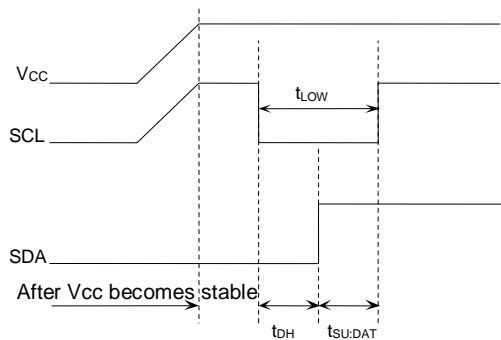 VCC
tLOW
SCL
SDA
After Vcc becomes stable
tDH
tSU:DAT